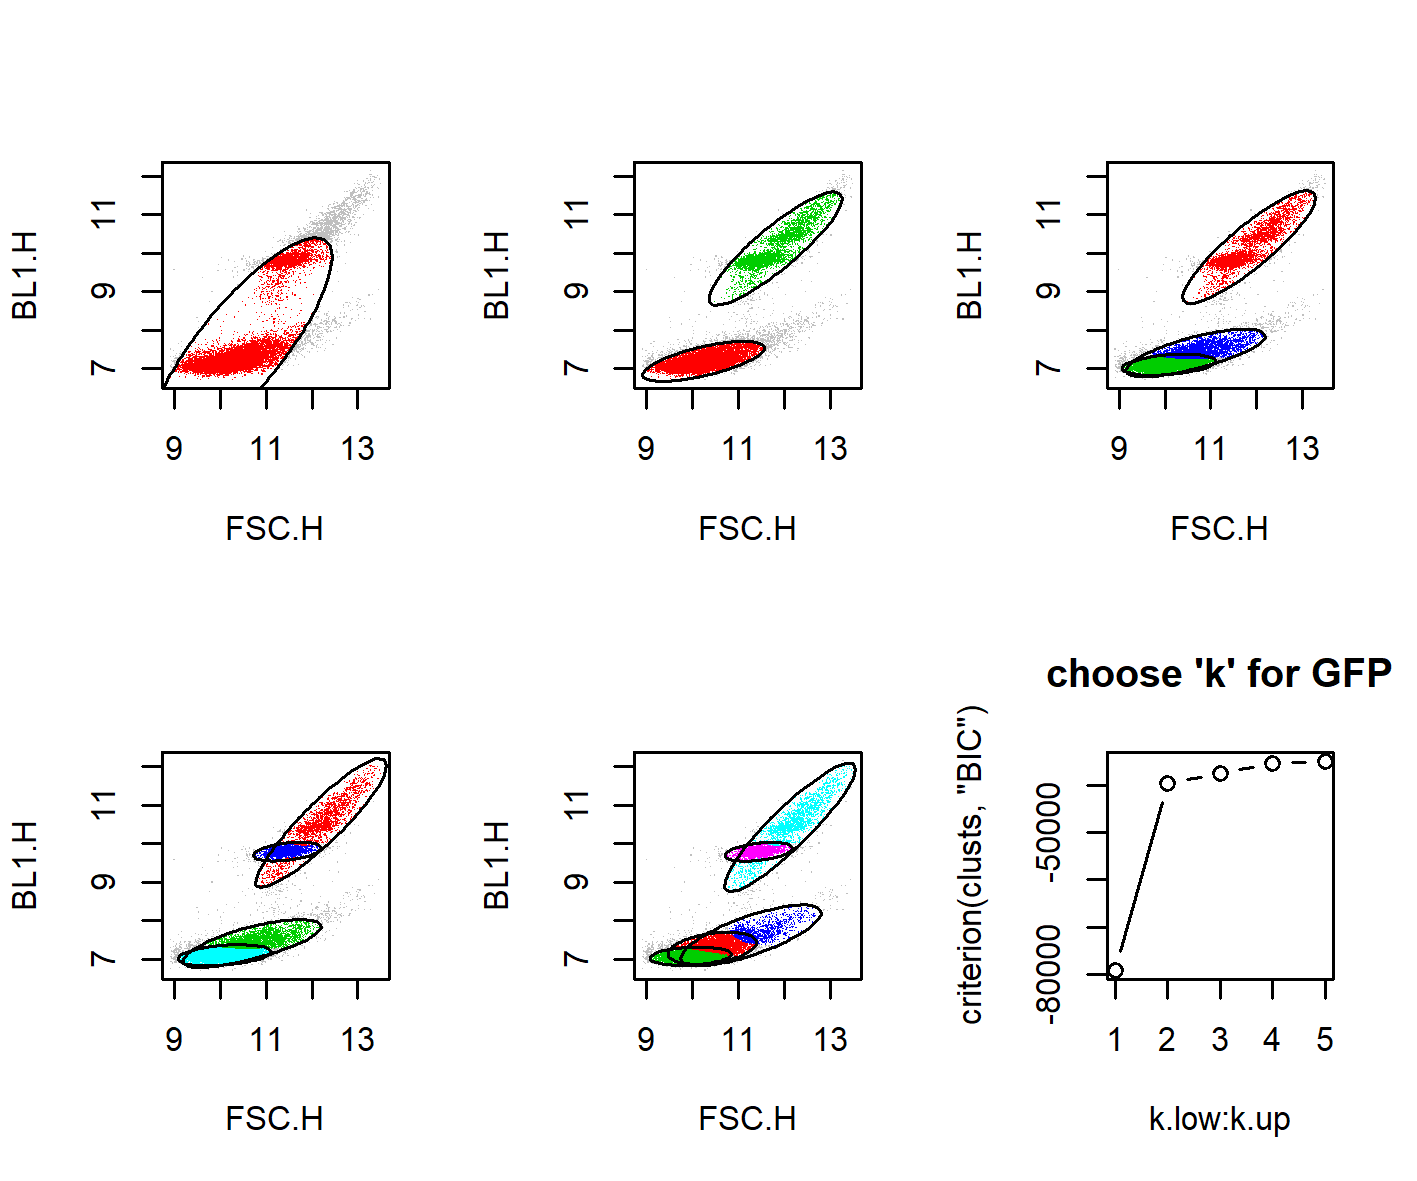 BL1.H
11
9
7
9 11 13
FSC.H
BL1.H
11
9
7
9 11 13
FSC.H
BL1.H
11
9
7
9 11 13
FSC.H
BL1.H
11
9
7
9 11 13
FSC.H
BL1.H
11
9
7
9 11 13
FSC.H
choose 'k' for GFP
criterion(clusts, "BIC")
-50000
-80000
1 2 3 4 5
k.low:k.up